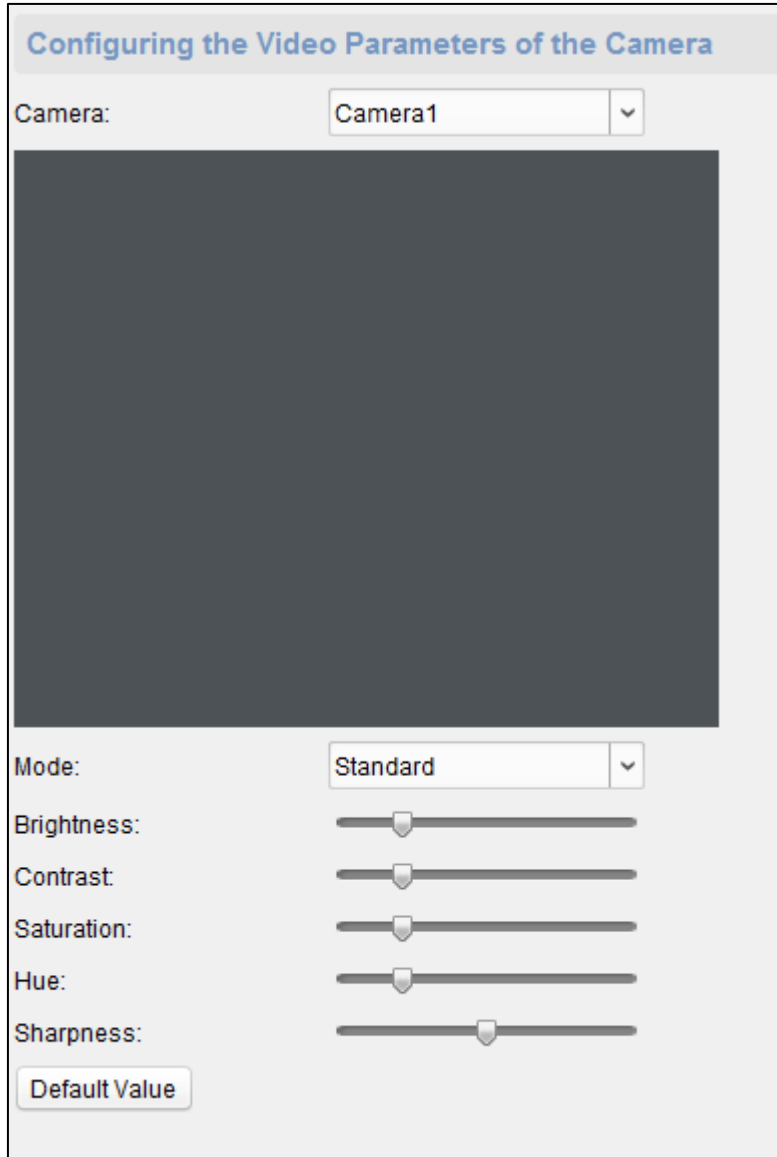 Configuring the Video Parameters of the Camera
Camera: Camera1
Mode: Standard
Brightness:
Contrast:
Saturation:
Hue:
Sharpness:
Default Value